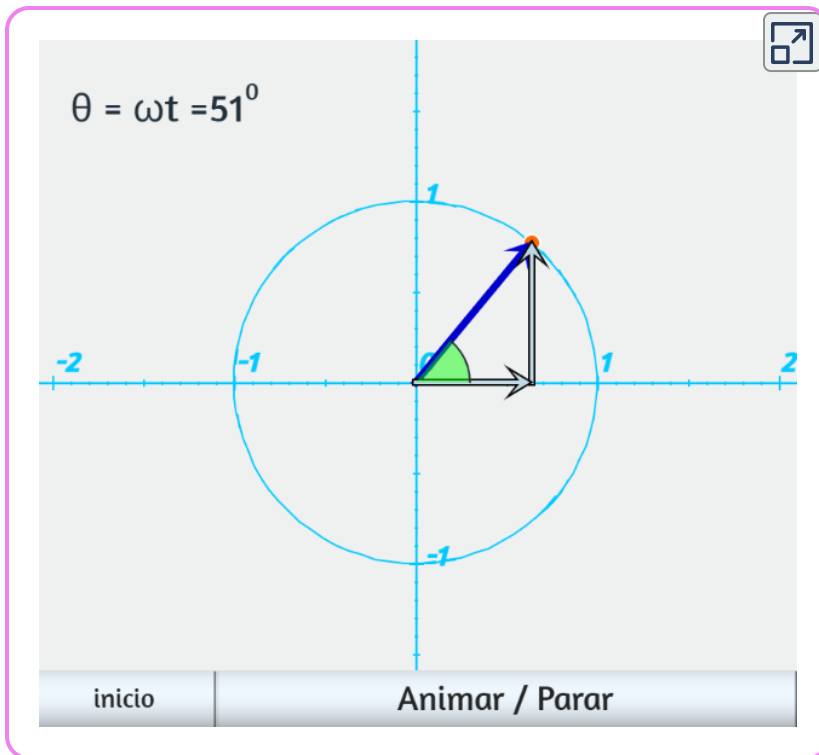 θ = ωt =51⁰
1
-2
-1
0
1
2
-1
inicio
Animar / Parar